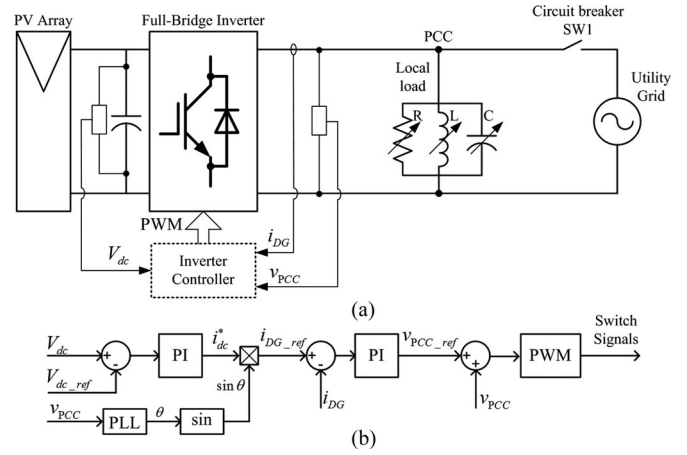 PV Array
Full-Bridge Inverter
Circuit breaker
SW1
PCC
Local
load
Utility
Grid
R
L
C
PWM
V_dc
Inverter
Controller
i_DG
v_PCC
(a)
V_dc
+
-
PI
i*_dc
i_DG_ref
+
-
PI
v_PCC_ref
+
+
PWM
Switch
Signals
V_dc_ref
sin θ
i_DG
v_PCC
v_PCC
PLL
θ
sin
(b)